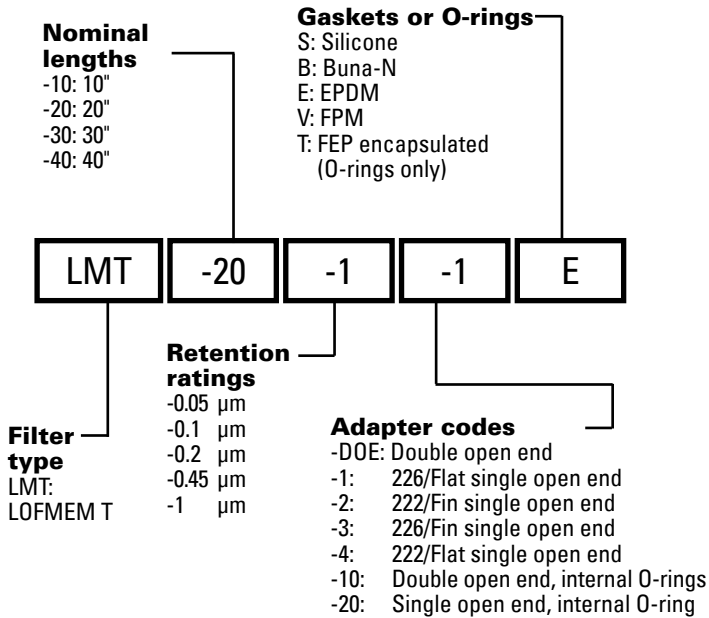 Nominal
lengths
-10: 10"
-20: 20"
-30: 30"
-40: 40"
Gaskets or O-rings
S: Silicone
B: Buna-N
E: EPDM
V: FPM
T: FEP encapsulated
(O-rings only)
LMT -20 -1 -1 E
Filter
type
LMT:
LOFMEM T
Retention
ratings
-0.05 µm
-0.1 µm
-0.2 µm
-0.45 µm
-1 µm
Adapter codes
-DOE: Double open end
-1: 226/Flat single open end
-2: 222/Fin single open end
-3: 226/Fin single open end
-4: 222/Flat single open end
-10: Double open end, internal O-rings
-20: Single open end, internal O-ring